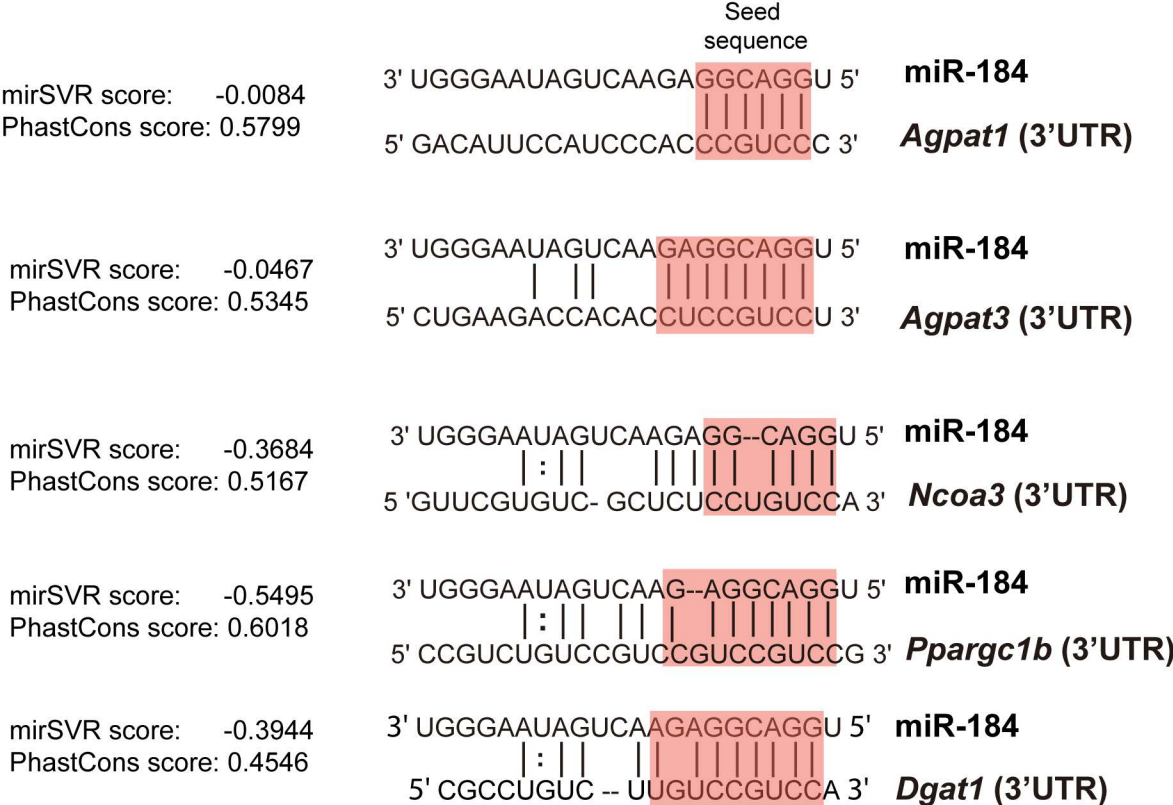 Seed
sequence
3' UGGGAAUAGUCAAGAGGCAGGU 5' miR-184
mirSVR score: -0.0084
PhastCons score: 0.5799
5' GACAUUCCAUCCCACCCGUCCC 3' Agpat1 (3'UTR)
3' UGGGAAUAGUCAAGAGGCAGGU 5' miR-184
mirSVR score: -0.0467
PhastCons score: 0.5345
5' CUGAAGACCACACCUCCGUCCU 3' Agpat3 (3'UTR)
3' UGGGAAUAGUCAAGAGG--CAGGU 5' miR-184
mirSVR score: -0.3684
PhastCons score: 0.5167
5 'GUUCGUGUC- GCUCUCCUGUCCA 3' Ncoa3 (3'UTR)
3' UGGGAAUAGUCAAG--AGGCAGGU 5' miR-184
mirSVR score: -0.5495
PhastCons score: 0.6018
5' CCGUCUGUCCGUCCGUCCGUCCG 3' Ppargc1b (3'UTR)
3' UGGGAAUAGUCAAGAGGCAGGU 5' miR-184
mirSVR score: -0.3944
PhastCons score: 0.4546
5' CGCCUGUC -- UUGUCCGUCCA 3' Dgat1 (3'UTR)